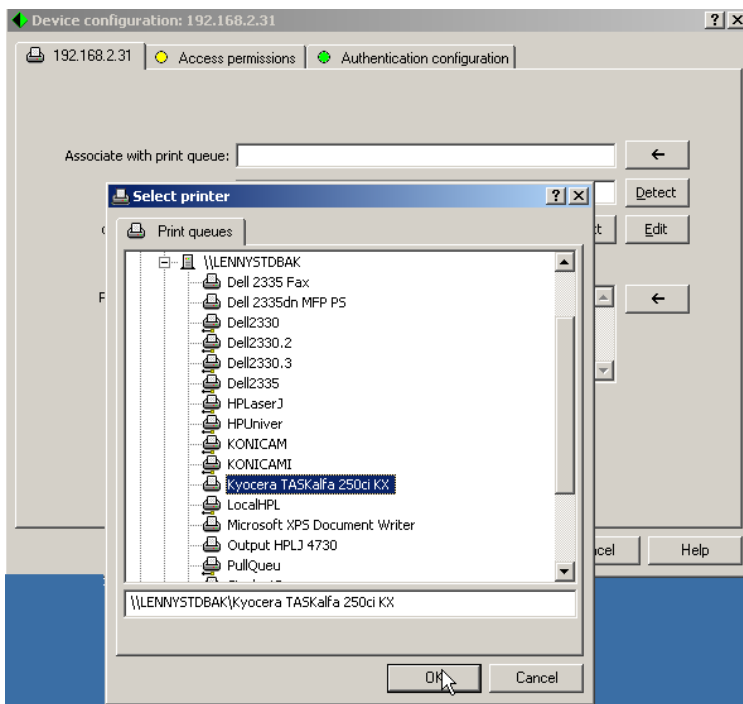 Device configuration: 192.168.2.31
192.168.2.31
Access permissions
Authentication configuration
Associate with print queue:
Detect
Edit
Select printer
Print queues
\\LENNYSTDBAK
Dell 2335 Fax
Dell 2335dn MFP PS
Dell2330
Dell2330.2
Dell2330.3
Dell2335
HPLaserJ
HPUniver
KONICAM
KONICAMI
Kyocera TASKalfa 250ci KX
LocalHPL
Microsoft XPS Document Writer
Output HPLJ 4730
PullQueu
\\LENNYSTDBAK\Kyocera TASKalfa 250ci KX
OK
Cancel
Help